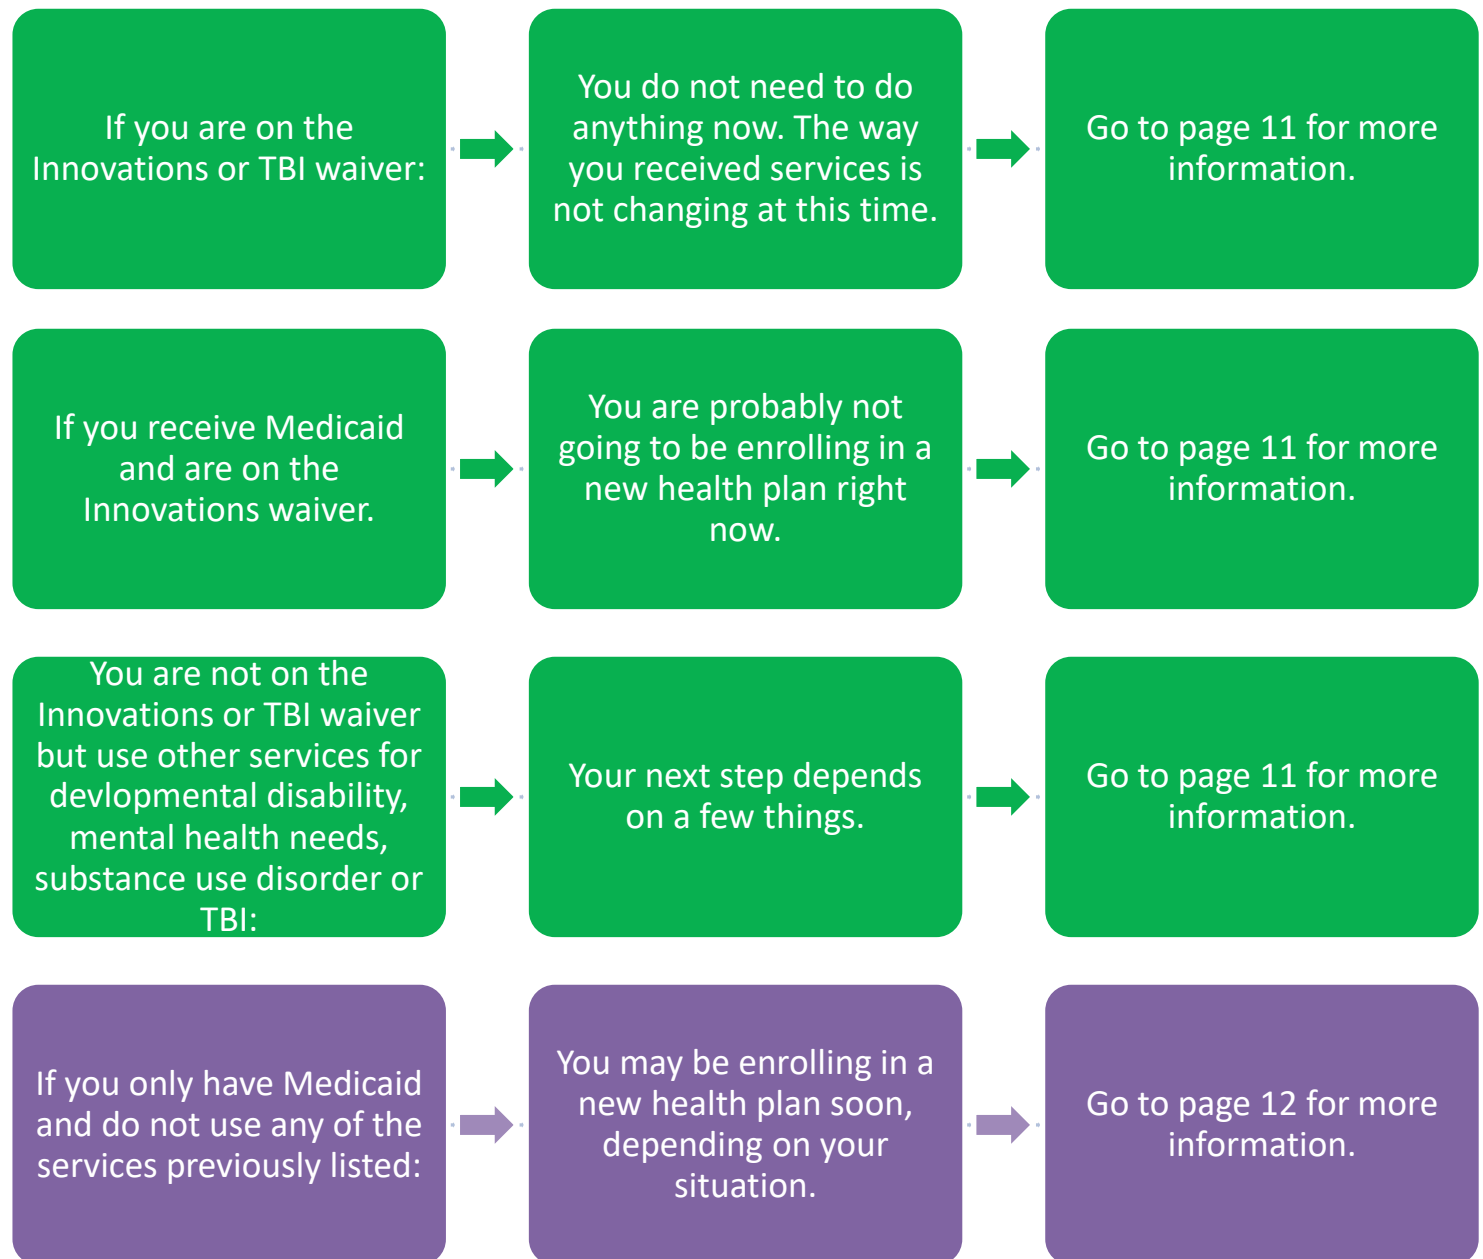 If you are on the
Innovations or TBI waiver:
You do not need to do
anything now. The way
you received services is
not changing at this time.
Go to page 11 for more
information.
If you receive Medicaid
and are on the
Innovations waiver.
You are probably not
going to be enrolling in a
new health plan right
now.
Go to page 11 for more
information.
You are not on the
Innovations or TBI waiver
but use other services for
devlopmental disability,
mental health needs,
substance use disorder or
TBI:
Your next step depends
on a few things.
Go to page 11 for more
information.
If you only have Medicaid
and do not use any of the
services previously listed:
You may be enrolling in a
new health plan soon,
depending on your
situation.
Go to page 12 for more
information.